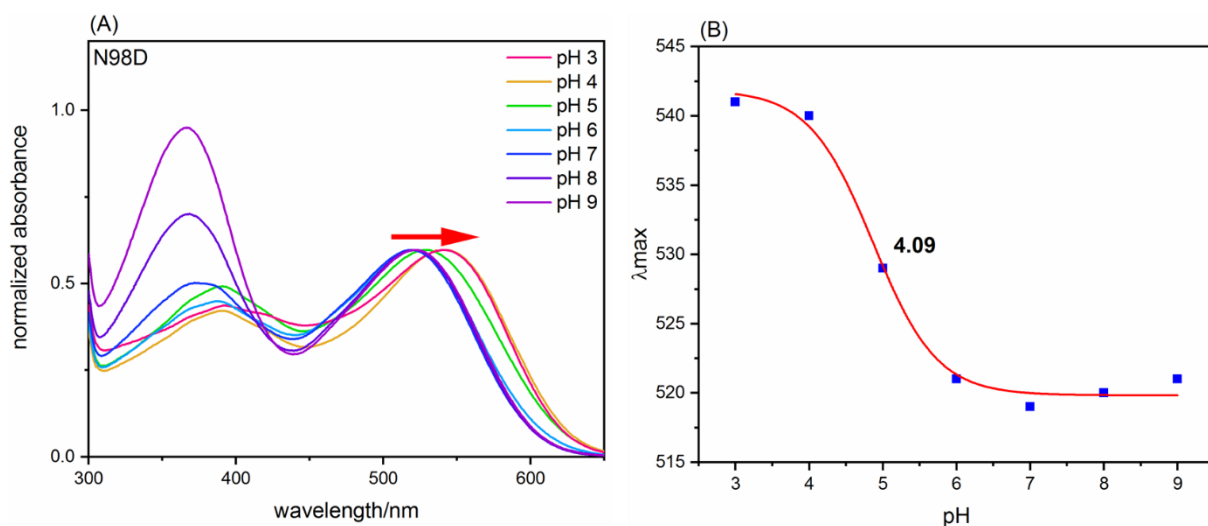 (A)
N98D
pH 3
pH 4
pH 5
pH 6
pH 7
pH 8
pH 9
1.0
0.5
0.0
300
400
500
600
normalized absorbance
wavelength/nm
(B)
545
540
535
530
525
520
515
4.09
3
4
5
6
7
8
9
λmax
pH